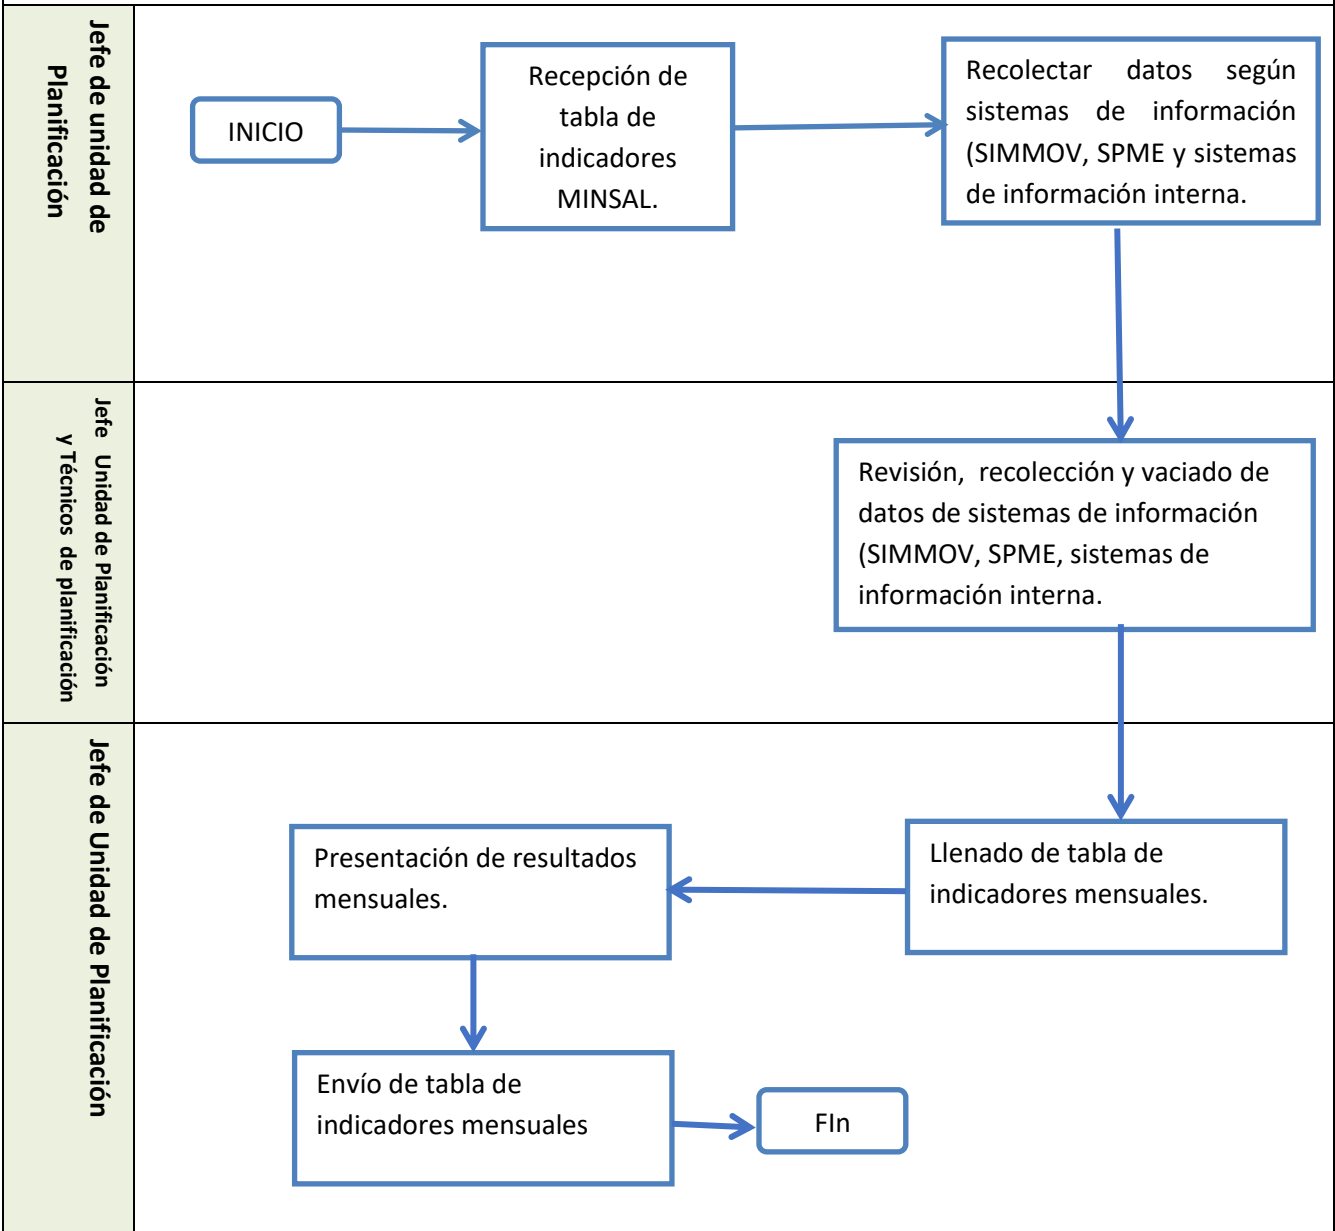 Jefe de unidad de
Planificación
INICIO
Recepción de
tabla de
indicadores
MINSAL.
Recolectar datos según
sistemas de información
(SIMMOV, SPME y sistemas
de información interna.
Jefe Unidad de Planificación
y Técnicos de planificación
Revisión, recolección y vaciado de
datos de sistemas de información
(SIMMOV, SPME, sistemas de
información interna.
Jefe de Unidad de Planificación
Llenado de tabla de
indicadores mensuales.
Presentación de resultados
mensuales.
Envío de tabla de
indicadores mensuales
FIn